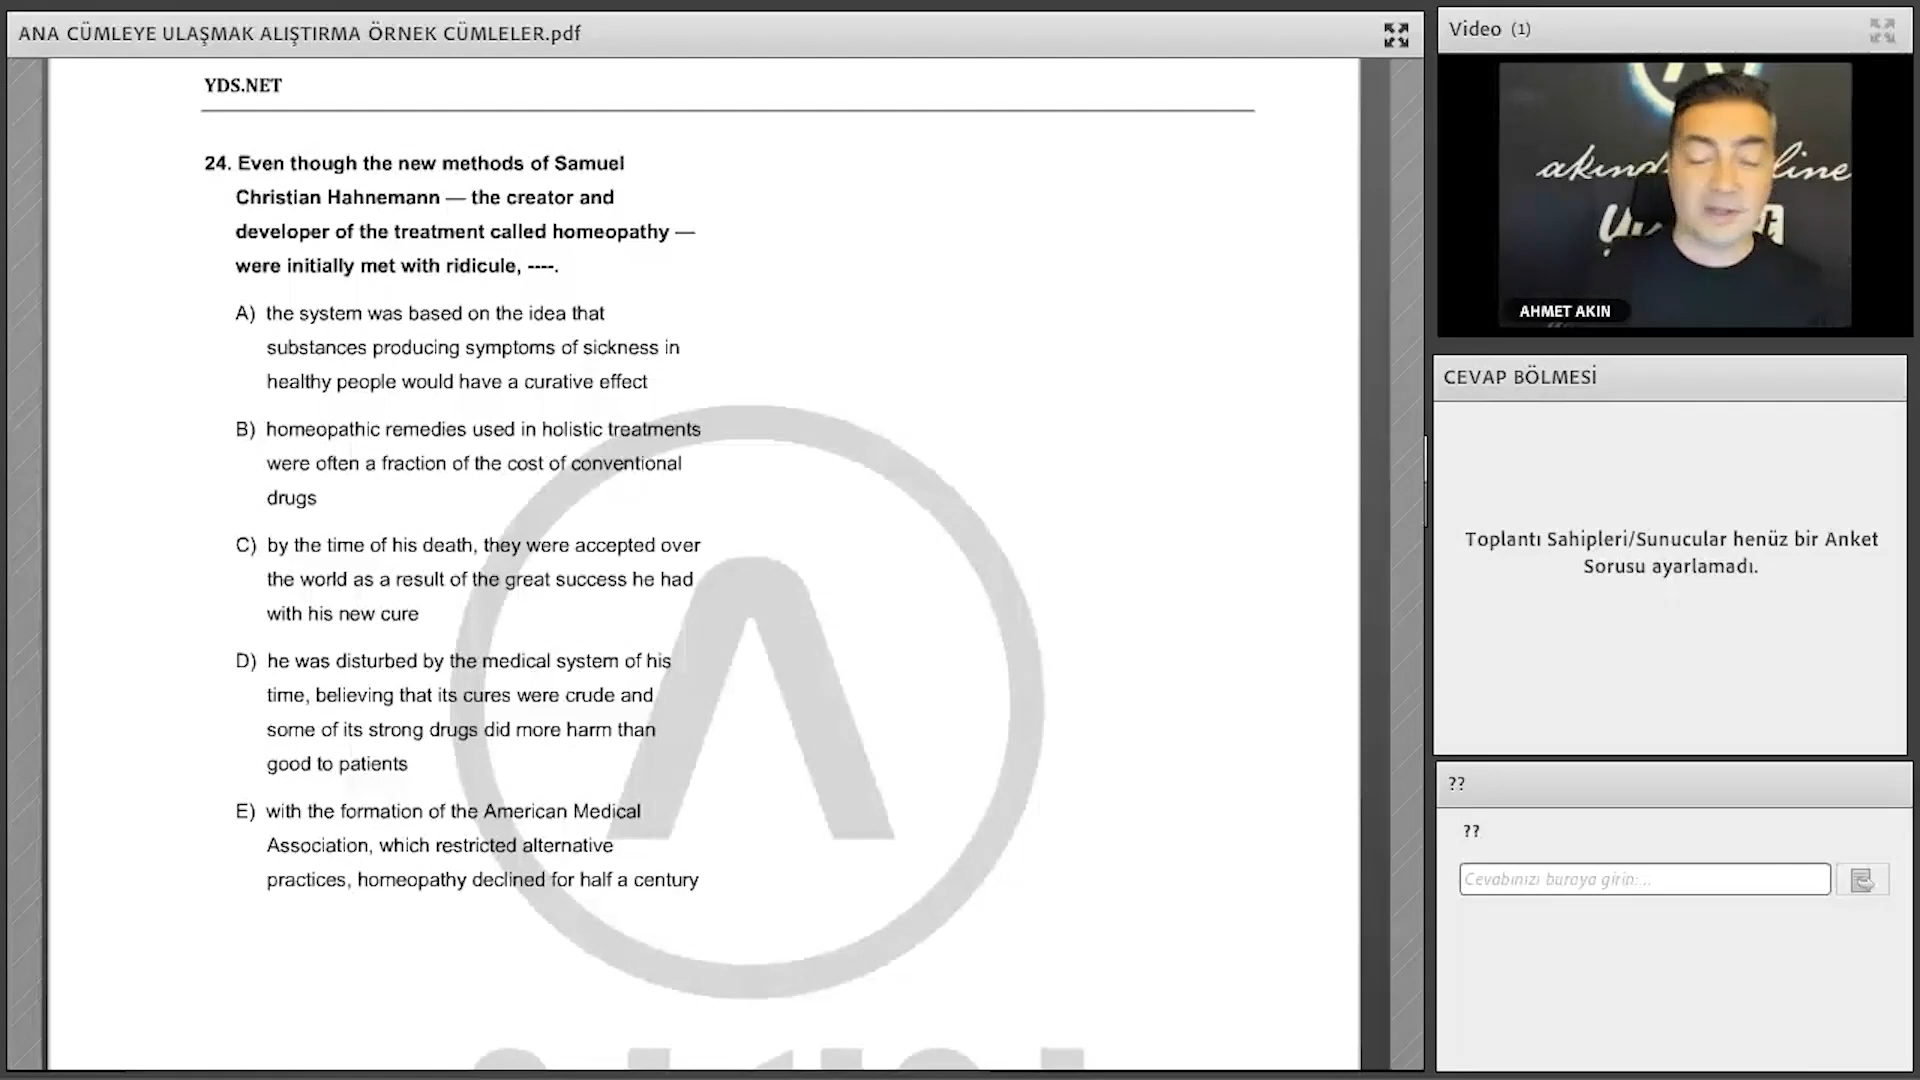 ANA CÜMLEYE ULAŞMAK ALIŞTIRMA ÖRNEK CÜMLELER.pdf
YDS.NET
24. Even though the new methods of Samuel
Christian Hahnemann — the creator and
developer of the treatment called homeopathy —
were initially met with ridicule, ----.
A) the system was based on the idea that
substances producing symptoms of sickness in
healthy people would have a curative effect
B) homeopathic remedies used in holistic treatments
were often a fraction of the cost of conventional
drugs
C) by the time of his death, they were accepted over
the world as a result of the great success he had
with his new cure
D) he was disturbed by the medical system of his
time, believing that its cures were crude and
some of its strong drugs did more harm than
good to patients
E) with the formation of the American Medical
Association, which restricted alternative
practices, homeopathy declined for half a century
Video (1)
AHMET AKIN
CEVAP BÖLMESİ
Toplantı Sahipleri/Sunucular henüz bir Anket
Sorusu ayarlamadı.
??
??
Cevabınızı buraya girin:...